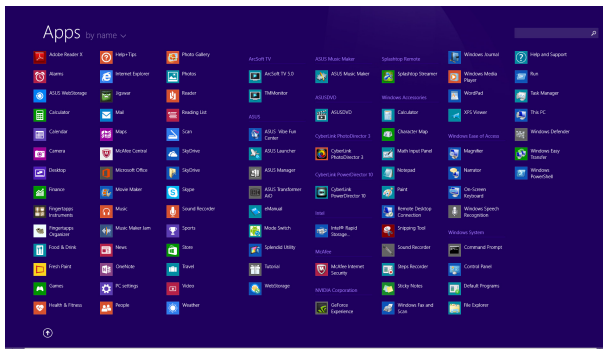 Apps by name
Adobe Reader X
Alarms
ASUS WebStorage
Calculator
Calendar
Camera
Desktop
Finance
Fingertapps
Instruments
Fingertapps
Organizer
Food & Drink
Fresh Paint
Games
Health & Fitness
Help+Tips
Internet Explorer
Jigswar
Mail
Maps
McAfee Central
Microsoft Office
Movie Maker
Music
Music Maker Jam
News
OneNote
PC settings
People
Photo Gallery
Photos
Reader
Reading List
Scan
SkyDrive
SkyDrive
Skype
Sound Recorder
Sports
Store
Travel
Video
Weather
ArcSoft TV
ArcSoft TV 5.0
TMMonitor
ASUS
ASUS Vibe Fun
Center
ASUS Launcher
ASUS Manager
ASUS Transformer
AiO
eManual
Mode Switch
Splendid Utility
Tutorial
WebStorage
ASUS Music Maker
ASUS Music Maker
ASUSDVD
ASUSDVD
CyberLink PhotoDirector 3
CyberLink
PhotoDirector 3
CyberLink PowerDirector 10
CyberLink
PowerDirector 10
Intel
Intel® Rapid
Storage...
McAfee
McAfee Internet
Security
NVIDIA Corporation
GeForce
Experience
Splashtop Remote
Splashtop Streamer
Windows Accessories
Calculator
Character Map
Math Input Panel
Notepad
Paint
Remote Desktop
Connection
Snipping Tool
Sound Recorder
Steps Recorder
Sticky Notes
Windows Fax and
Scan
Windows Journal
Windows Media
Player
WordPad
XPS Viewer
Windows Ease of Access
Magnifier
Narrator
On-Screen
Keyboard
Windows Speech
Recognition
Windows System
Command Prompt
Control Panel
Default Programs
File Explorer
Help and Support
Run
Task Manager
This PC
Windows Defender
Windows Easy
Transfer
Windows
PowerShell